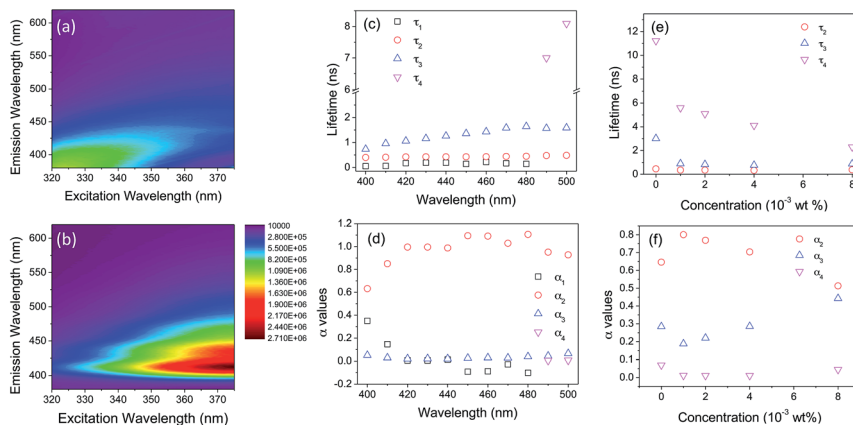 (a)
Emission Wavelength (nm)
600
550
500
450
400
320 330 340 350 360 370
Excitation Wavelength (nm)
(b)
Emission Wavelength (nm)
600
550
500
450
400
320 330 340 350 360 370
Excitation Wavelength (nm)
10000
2.800E+05
5.500E+05
8.200E+05
1.090E+06
1.360E+06
1.630E+06
1.900E+06
2.170E+06
2.440E+06
2.710E+06
(c)
Lifetime (ns)
8
6
2
1
0
τ1
τ2
τ3
τ4
400 420 440 460 480 500
Wavelength (nm)
(d)
α values
1.2
1.0
0.8
0.6
0.4
0.2
0.0
-0.2
α1
α2
α3
α4
400 420 440 460 480 500
Wavelength (nm)
(e)
Lifetime (ns)
12
10
8
6
4
2
0
τ2
τ3
τ4
0 2 4 6 8
Concentration (10-3 wt %)
(f)
α values
0.8
0.7
0.6
0.5
0.4
0.3
0.2
0.1
0.0
α2
α3
α4
0 2 4 6 8
Concentration (10-3 wt%)